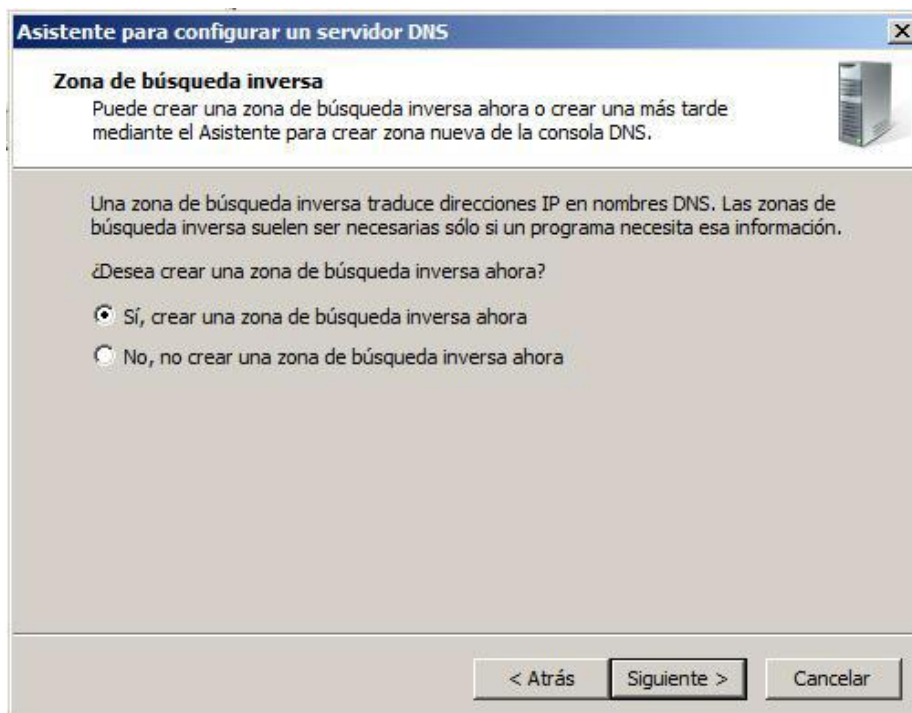 Asistente para configurar un servidor DNS
Zona de búsqueda inversa
Puede crear una zona de búsqueda inversa ahora o crear una más tarde
mediante el Asistente para crear zona nueva de la consola DNS.
Una zona de búsqueda inversa traduce direcciones IP en nombres DNS. Las zonas de
búsqueda inversa suelen ser necesarias sólo si un programa necesita esa información.
¿Desea crear una zona de búsqueda inversa ahora?
Sí, crear una zona de búsqueda inversa ahora
No, no crear una zona de búsqueda inversa ahora
< Atrás
Siguiente >
Cancelar